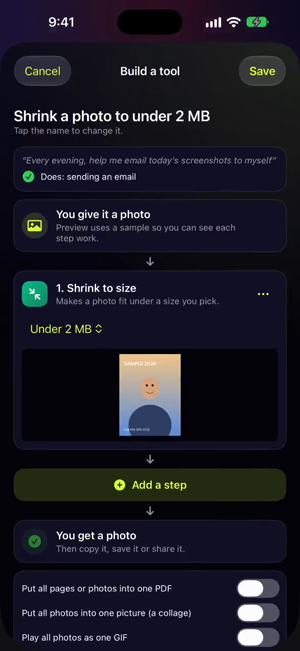 9:41
Cancel
Build a tool
Save
Shrink a photo to under 2 MB
Tap the name to change it.
“Every evening, help me email today's screenshots to myself”
Does: sending an email
You give it a photo
Preview uses a sample so you can see each
step work.
1. Shrink to size
Makes a photo fit under a size you pick.
Under 2 MB
SAMPLE 2026
Add a step
You get a photo
Then copy it, save it or share it.
Put all pages or photos into one PDF
Put all photos into one picture (a collage)
Play all photos as one GIF